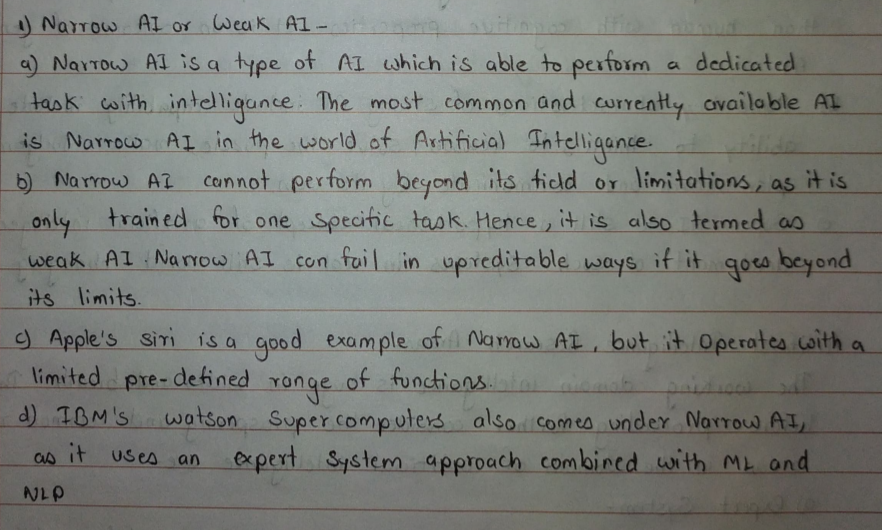 1) Narrow AI or Weak AI -
a) Narrow AI is a type of AI which is able to perform a dedicated
task with intelligance. The most common and currently available AI
is Narrow AI in the world of Artificial Intelligance.
b) Narrow AI cannot perform beyond its field or limitations, as it is
only trained for one specific task. Hence, it is also termed as
weak AI. Narrow AI can fail in upreditable ways if it goes beyond
its limits.
c) Apple's siri is a good example of Narrow AI, but it operates with a
limited pre-defined range of functions.
d) IBM's watson Supercomputers also comes under Narrow AI,
as it uses an expert system approach combined with ML and
NLP